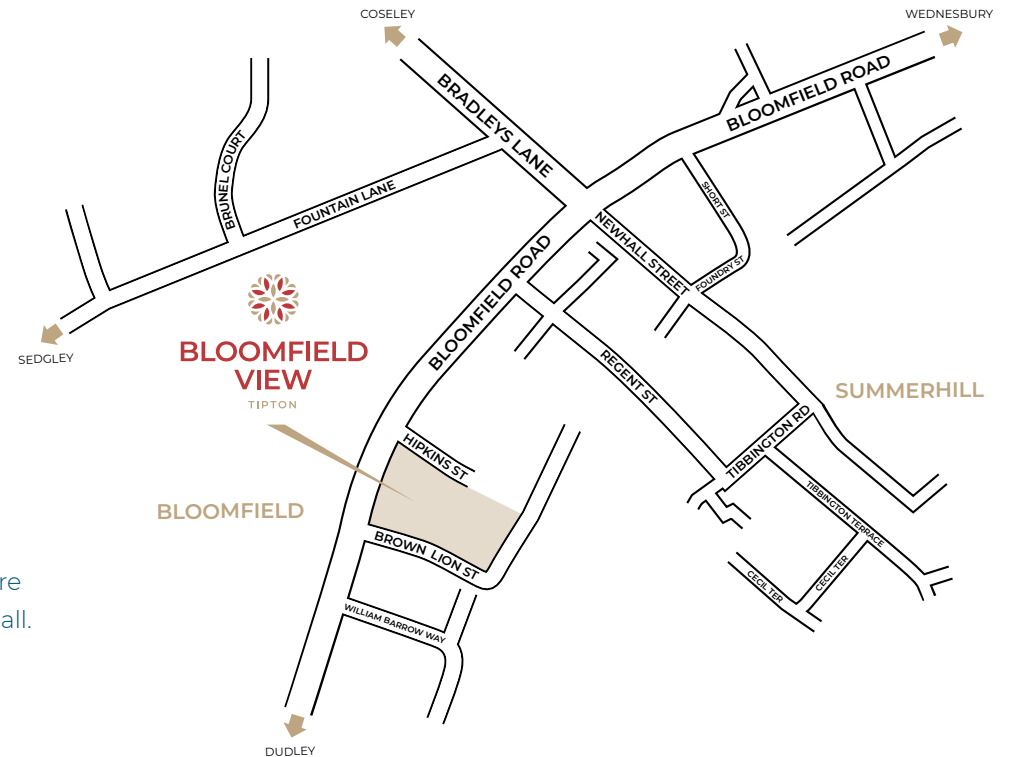 COSELEY
WEDNESBURY
BRADLEYS LANE
BLOOMFIELD ROAD
BRUNEL COURT
FOUNTAIN LANE
SHORT ST
NEWHALL STREET
FOUNDRY ST
BLOOMFIELD ROAD
SEDGLEY
BLOOMFIELD
VIEW
TIPTON
REGENT ST
SUMMERHILL
TIBBINGTON RD
HIPKINS ST
TIBBINGTON TERRACE
BLOOMFIELD
BROWN LION ST
CECIL TER
CECIL TER
re
all.
WILLIAM BARROW WAY
DUDLEY